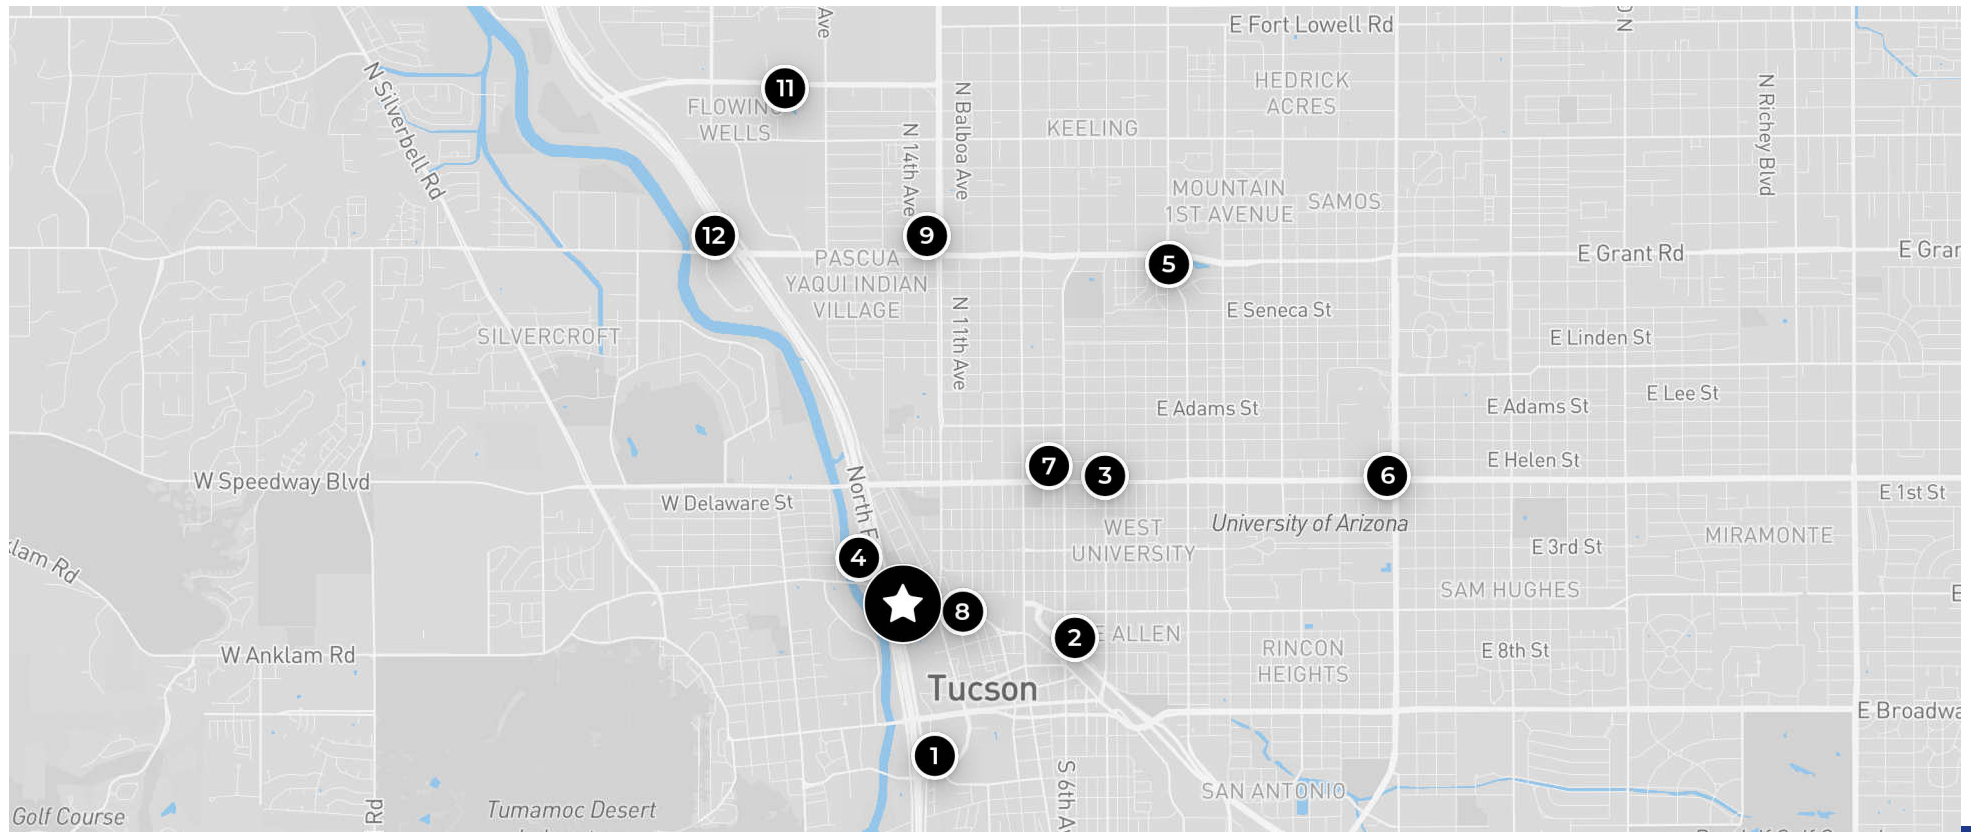 Ave
E Fort Lowell Rd
N
N Silverbell Rd
11
FLOWING
WELLS
N 14th Ave
N Balboa Ave
KEELING
HEDRICK
ACRES
N Richey Blvd
MOUNTAIN
1ST AVENUE
SAMOS
12
9
5
PASCUA
YAQUI INDIAN
VILLAGE
E Grant Rd
E Gran
N 11th Ave
E Seneca St
SILVERCROFT
E Linden St
E Lee St
E Adams St
E Adams St
7
3
6
E Helen St
W Speedway Blvd
W Delaware St
North
E 1st St
WEST
UNIVERSITY
University of Arizona
MIRAMONTE
E 3rd St
klam Rd
4
8
2
SAM HUGHES
E
ALLEN
RINCON
HEIGHTS
E 8th St
W Anklam Rd
Tucson
E Broadwa
1
S 6th Av
SAN ANTONIO
Golf Course
Rd
Tumamoc Desert